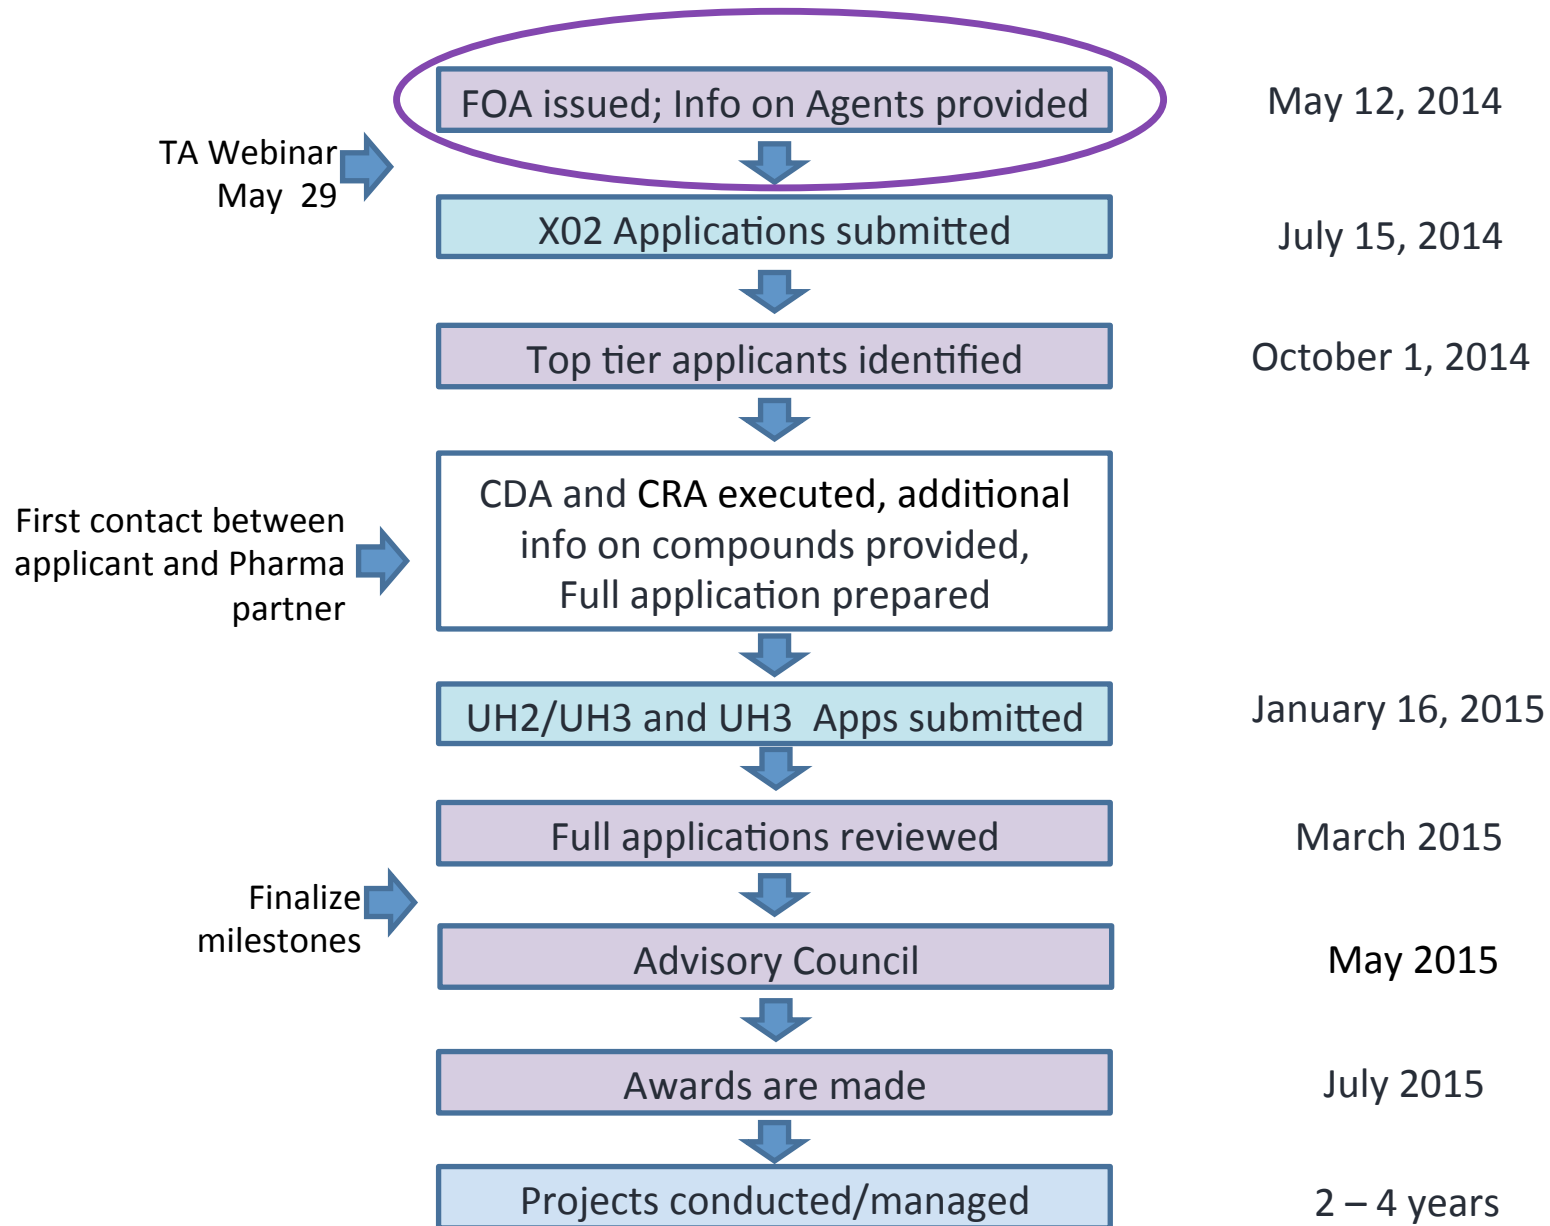 FOA issued; Info on Agents provided
May 12, 2014
TA Webinar
May 29
X02 Applications submitted
July 15, 2014
Top tier applicants identified
October 1, 2014
First contact between
applicant and Pharma
partner
CDA and CRA executed, additional
info on compounds provided,
Full application prepared
UH2/UH3 and UH3 Apps submitted
January 16, 2015
Full applications reviewed
March 2015
Finalize
milestones
Advisory Council
May 2015
Awards are made
July 2015
Projects conducted/managed
2 – 4 years